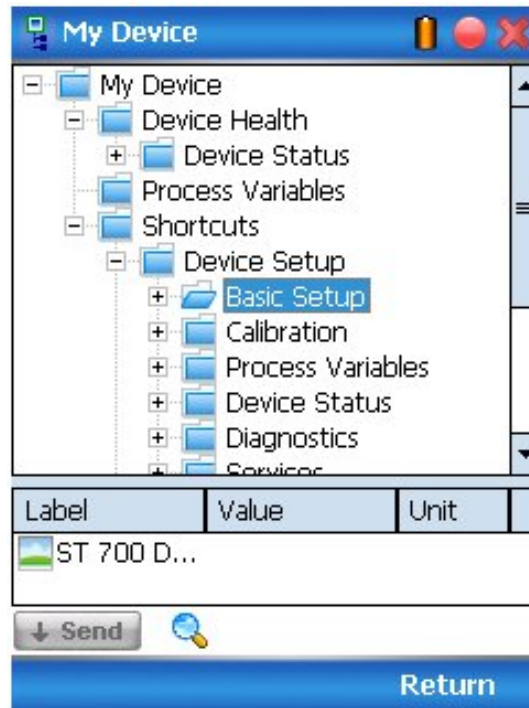 My Device
My Device
Device Health
Device Status
Process Variables
Shortcuts
Device Setup
Basic Setup
Calibration
Process Variables
Device Status
Diagnostics
Services
Label Value Unit
ST 700 D...
Send
Return